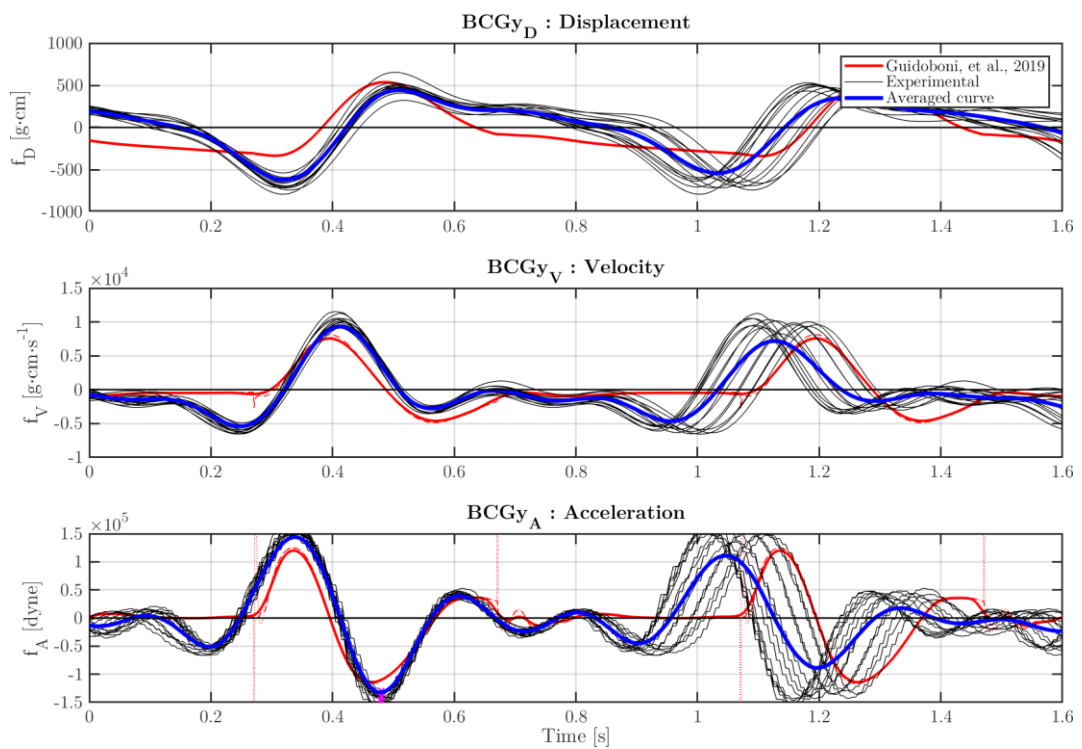 BCGy_D : Displacement
1000
500
0
-500
-1000
f_D [g·cm]
Guidoboni, et al., 2019
Experimental
Averaged curve
0 0.2 0.4 0.6 0.8 1 1.2 1.4 1.6
BCGy_V : Velocity
×10^4
1.5
1
0.5
0
-0.5
-1
f_V [g·cm·s^-1]
0 0.2 0.4 0.6 0.8 1 1.2 1.4 1.6
BCGy_A : Acceleration
×10^5
1.5
1
0.5
0
-0.5
-1
-1.5
f_A [dyne]
0 0.2 0.4 0.6 0.8 1 1.2 1.4 1.6
Time [s]